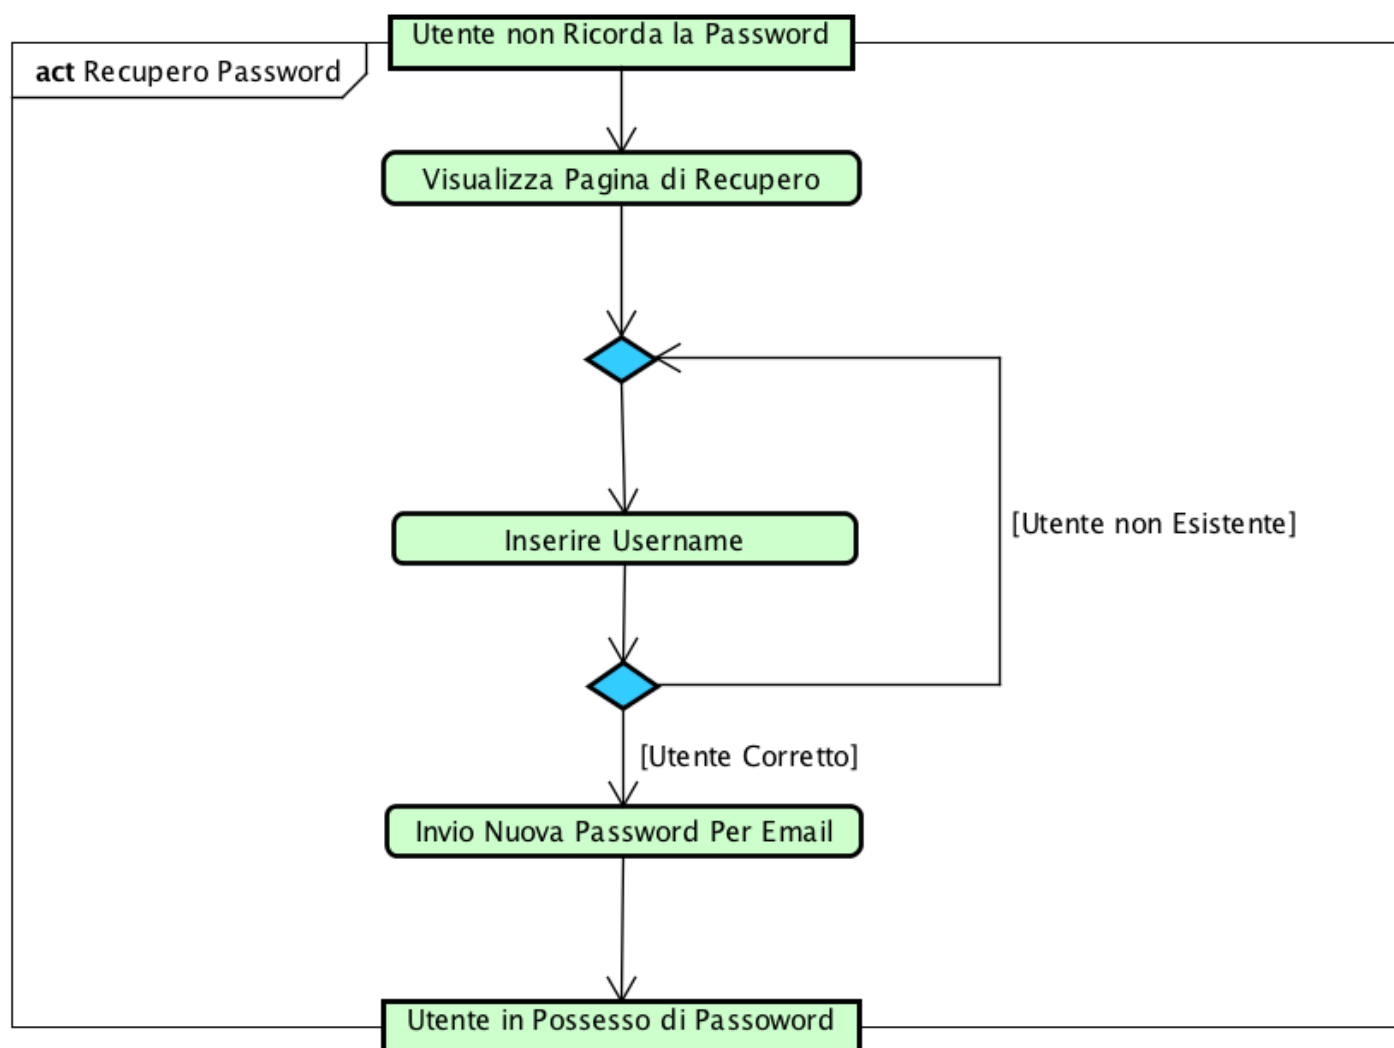 Utente non Ricorda la Password
act Recupero Password
Visualizza Pagina di Recupero
[Utente non Esistente]
Inserire Username
[Utente Corretto]
Invio Nuova Password Per Email
Utente in Possesso di Passoword